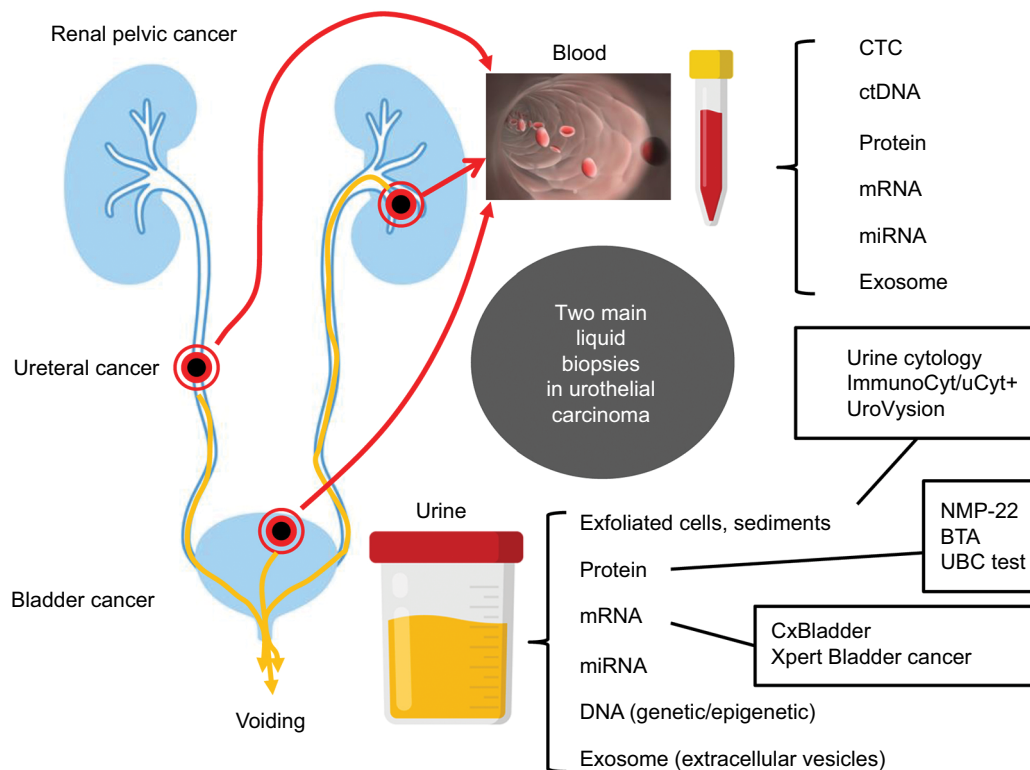 Renal pelvic cancer
Blood
CTC
ctDNA
Protein
mRNA
miRNA
Exosome
Two main
liquid
biopsies
in urothelial
carcinoma
Ureteral cancer
Urine cytology
ImmunoCyt/uCyt+
UroVysion
Urine
Exfoliated cells, sediments
Protein
mRNA
miRNA
DNA (genetic/epigenetic)
Exosome (extracellular vesicles)
NMP-22
BTA
UBC test
CxBladder
Xpert Bladder cancer
Bladder cancer
Voiding